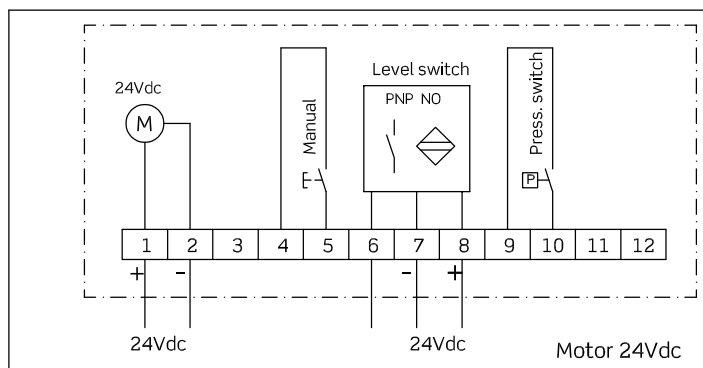 24Vdc
M
Manual
Level switch
PNP NO
P
Press. switch
1 2 3 4 5 6 7 8 9 10 11 12
+ - - +
24Vdc 24Vdc
Motor 24Vdc